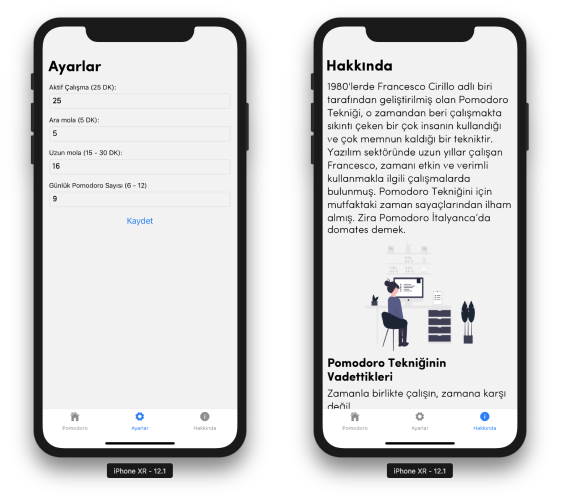 Ayarlar
Aktif Çalışma (25 DK):
25
Ara mola (5 DK):
5
Uzun mola (15 - 30 DK):
16
Günlük Pomodoro Sayısı (6 - 12)
9
Kaydet
Pomodoro
Ayarlar
Hakkında
iPhone XR - 12.1
Hakkında
1980'lerde Francesco Cirillo adlı biri
tarafından geliştirilmiş olan Pomodoro
Tekniği, o zamandan beri çalışmakta
sıkıntı çeken bir çok insanın kullandığı
ve çok memnun kaldığı bir tekniktir.
Yazılım sektöründe uzun yıllar çalışan
Francesco, zamanı etkin ve verimli
kullanmakla ilgili çalışmalarda
bulunmuş. Pomodoro Tekniğini için
mutfaktaki zaman sayaçlarından ilham
almış. Zira Pomodoro İtalyanca'da
domates demek.
Pomodoro Tekniğinin
Vadettikleri
Zamanla birlikte çalışın, zamana karşı
değil
Pomodoro
Ayarlar
Hakkında
iPhone XR - 12.1